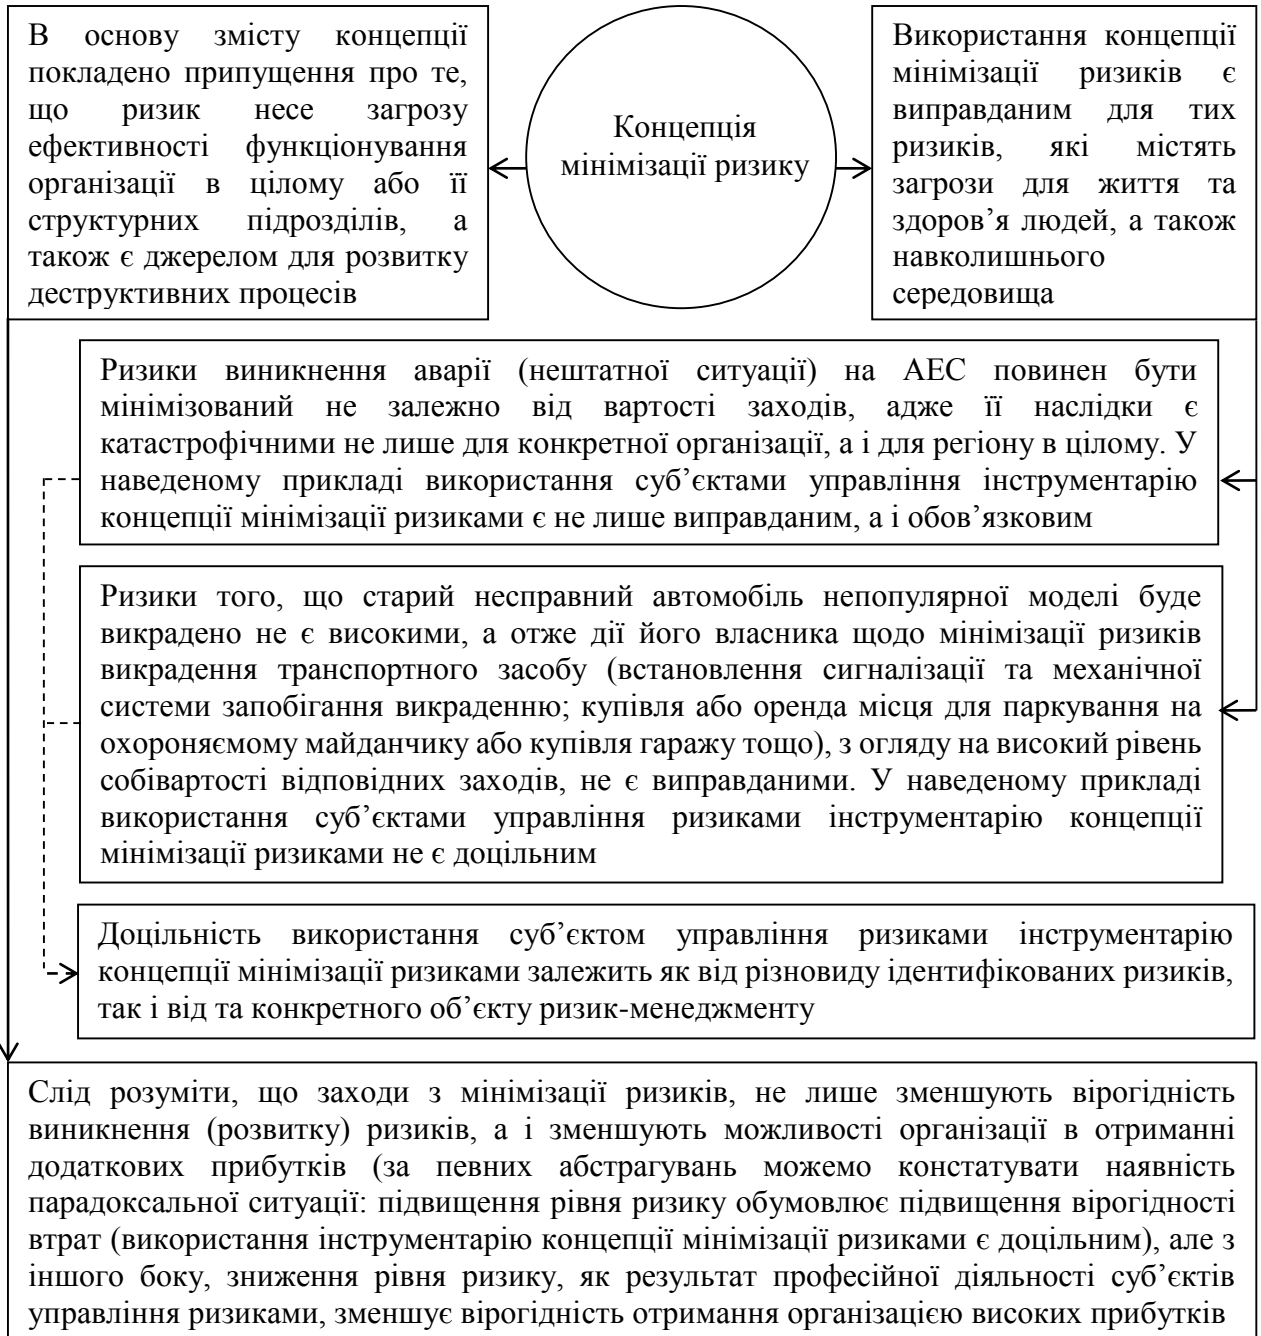 В основу змісту концепції
покладено припущення про те,
що ризик несе загрозу
ефективності функціонування
організації в цілому або її
структурних підрозділів, а
також є джерелом для розвитку
деструктивних процесів
Концепція
мінімізації ризику
Використання концепції
мінімізації ризиків є
виправданим для тих
ризиків, які містять
загрози для життя та
здоров’я людей, а також
навколишнього
середовища
Ризики виникнення аварії (нештатної ситуації) на АЕС повинен бути
мінімізований не залежно від вартості заходів, адже її наслідки є
катастрофічними не лише для конкретної організації, а і для регіону в цілому. У
наведеному прикладі використання суб’єктами управління інструментарію
концепції мінімізації ризиками є не лише виправданим, а і обов’язковим
Ризики того, що старий несправний автомобіль непопулярної моделі буде
викрадено не є високими, а отже дії його власника щодо мінімізації ризиків
викрадення транспортного засобу (встановлення сигналізації та механічної
системи запобігання викраденню; купівля або оренда місця для паркування на
охороняємому майданчику або купівля гаражу тощо), з огляду на високий рівень
собівартості відповідних заходів, не є виправданими. У наведеному прикладі
використання суб’єктами управління ризиками інструментарію концепції
мінімізації ризиками не є доцільним
Доцільність використання суб’єктом управління ризиками інструментарію
концепції мінімізації ризиками залежить як від різновиду ідентифікованих ризиків,
так і від та конкретного об’єкту ризик-менеджменту
Слід розуміти, що заходи з мінімізації ризиків, не лише зменшують вірогідність
виникнення (розвитку) ризиків, а і зменшують можливості організації в отриманні
додаткових прибутків (за певних абстрагувань можемо констатувати наявність
парадоксальної ситуації: підвищення рівня ризику обумовлює підвищення вірогідності
втрат (використання інструментарію концепції мінімізації ризиками є доцільним), але з
іншого боку, зниження рівня ризику, як результат професійної діяльності суб’єктів
управління ризиками, зменшує вірогідність отримання організацією високих прибутків